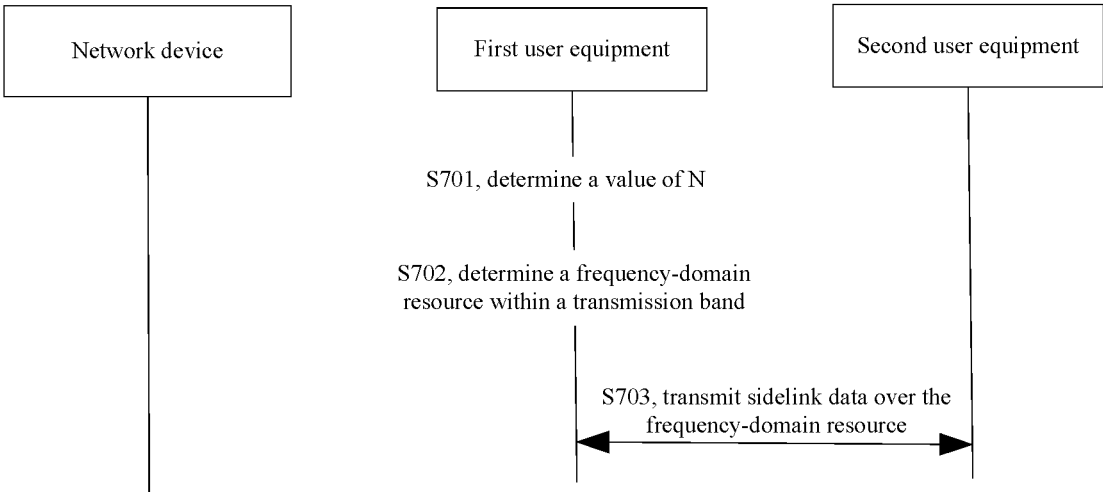 Network device
First user equipment
Second user equipment
S701, determine a value of N
S702, determine a frequency-domain
resource within a transmission band
S703, transmit sidelink data over the
frequency-domain resource